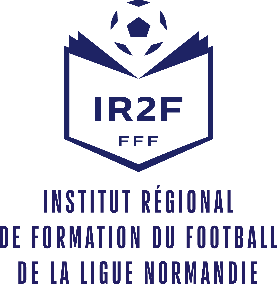 IR2F
FFF
INSTITUT RÉGIONAL
DE FORMATION DU FOOTBALL
DE LA LIGUE NORMANDIE